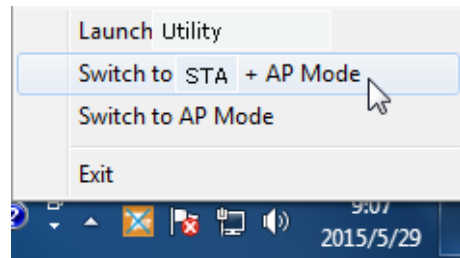 Launch Utility
Switch to STA + AP Mode
Switch to AP Mode
Exit
9:07
2015/5/29